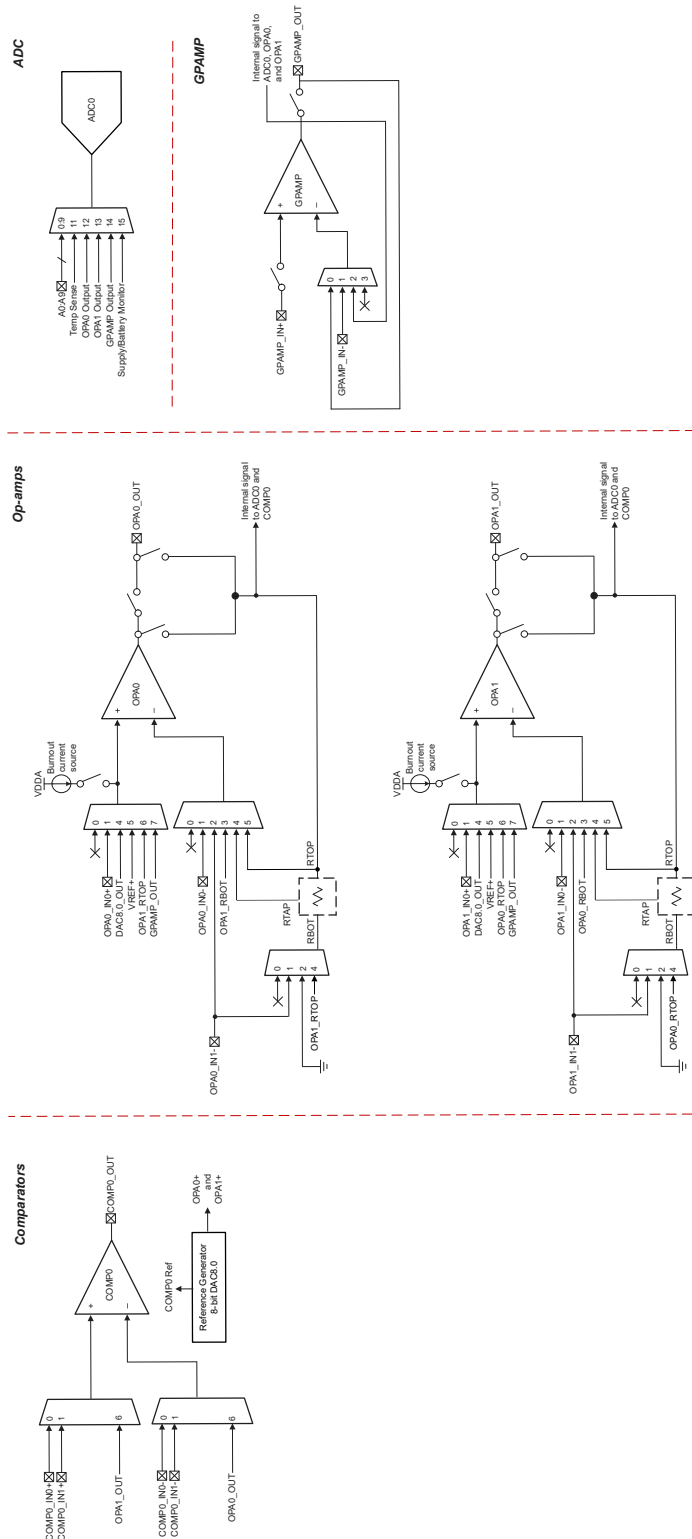 Comparators
COMP0_IN0+
COMP0_IN1+
OPA1_OUT
0
1
6
COMP0_IN0-
COMP0_IN1-
OPA0_OUT
0
1
6
+
−
COMP0
COMP0_OUT
COMP0 Ref
Reference Generator
8-bit DAC8.0
OPA0+
and
OPA1+
Op-amps
VDDA
Burnout
current
source
OPA0_IN0+
DAC8.0_OUT
VREF+
OPA1_RTOP
GPAMP_OUT
0
1
4
5
6
7
OPA0_IN0-
OPA1_RBOT
0
1
2
3
4
5
+
−
OPA0
OPA0_OUT
Internal signal
to ADC0 and
COMP0
OPA0_IN1-
OPA1_RTOP
0
1
2
4
RTAP
RBOT
RTOP
VDDA
Burnout
current
source
OPA1_IN0+
DAC8.0_OUT
VREF+
OPA0_RTOP
GPAMP_OUT
0
1
4
5
6
7
OPA1_IN0-
OPA0_RBOT
0
1
2
3
4
5
+
−
OPA1
OPA1_OUT
Internal signal
to ADC0 and
COMP0
OPA1_IN1-
OPA0_RTOP
0
1
2
4
RTAP
RBOT
RTOP
ADC
A0:A9
Temp Sense
OPA0 Output
OPA1 Output
GPAMP Output
Supply/Battery Monitor
0:9
11
12
13
14
15
ADC0
GPAMP
GPAMP_IN+
GPAMP_IN-
0
1
2
3
+
−
GPAMP
Internal signal to
ADC0, OPA0,
and OPA1
GPAMP_OUT